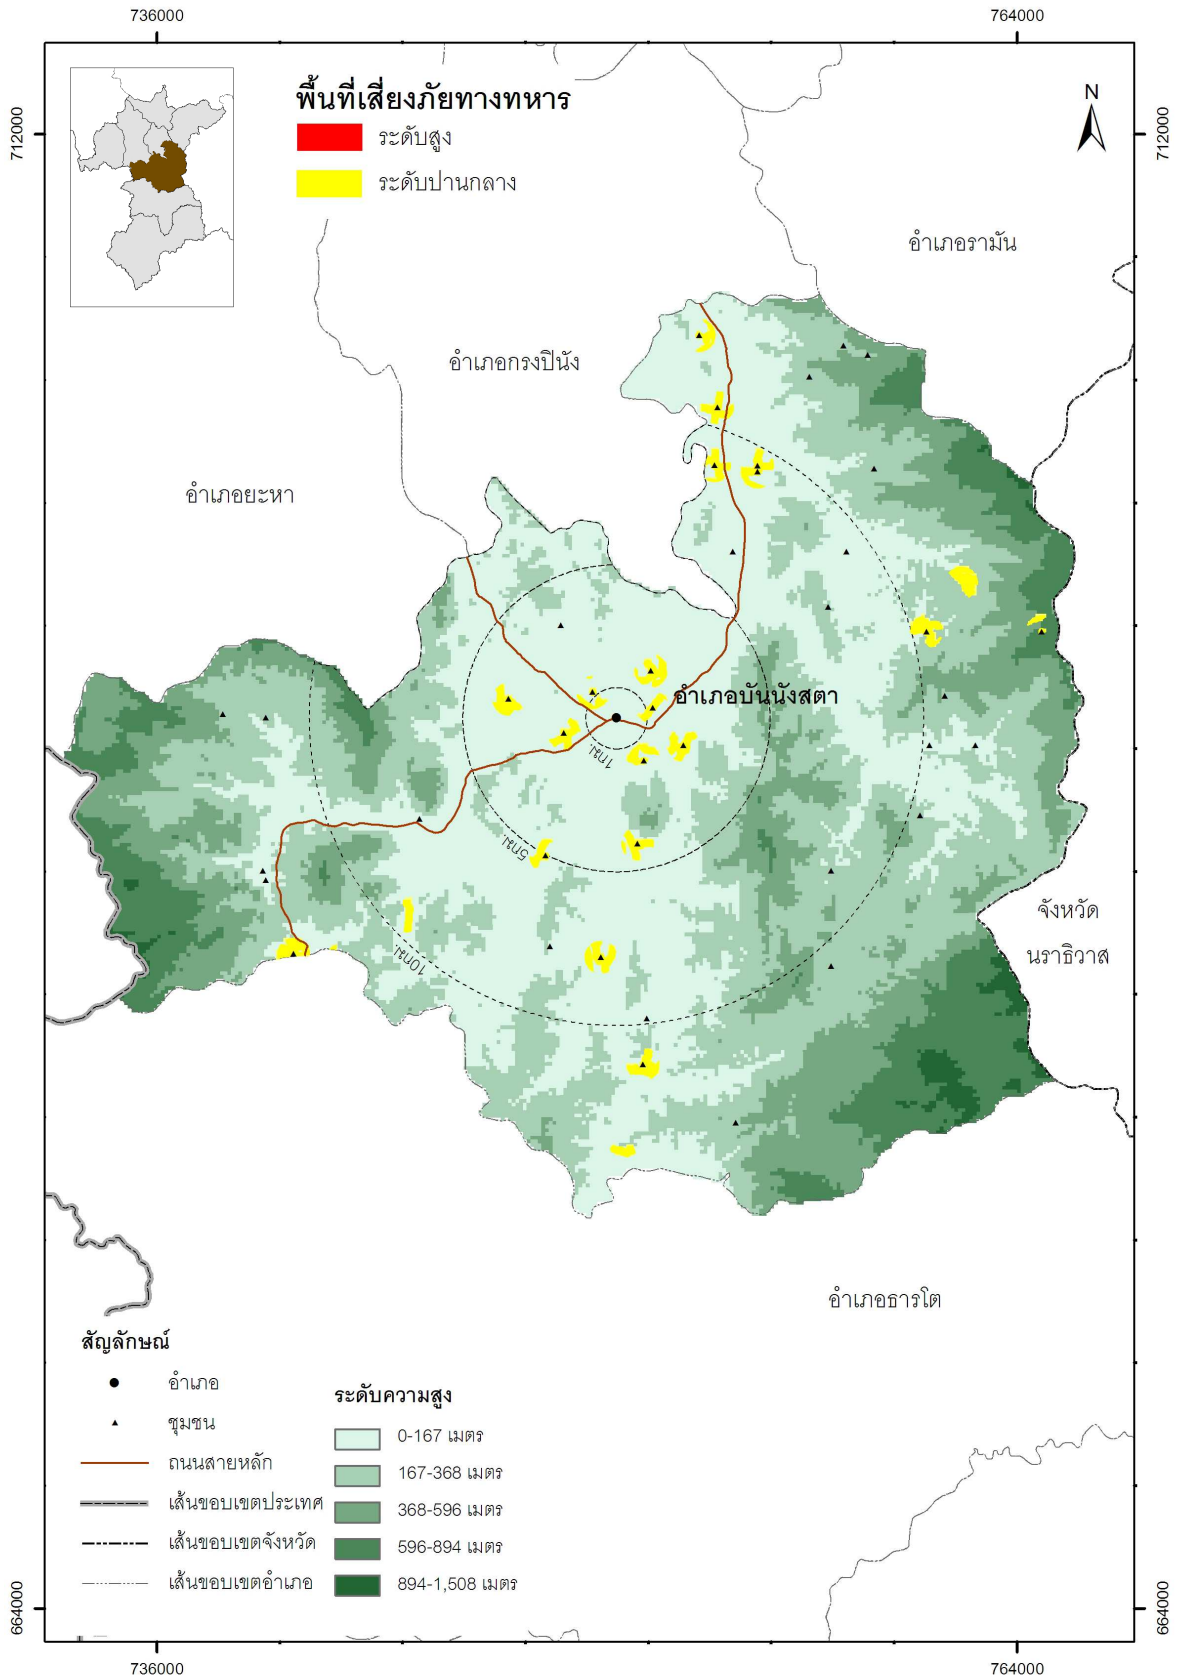 736000
764000
712000
712000
พื้นที่เสี่ยงภัยทางทหาร
ระดับสูง
ระดับปานกลาง
N
อำเภอรามัน
อำเภอกรงปินัง
อำเภอยะหา
อำเภอบันนังสตา
1กม.
5กม.
10กม.
จังหวัด
นราธิวาส
อำเภอธารโต
สัญลักษณ์
อำเภอ
ชุมชน
ถนนสายหลัก
เส้นขอบเขตประเทศ
เส้นขอบเขตจังหวัด
เส้นขอบเขตอำเภอ
ระดับความสูง
0-167 เมตร
167-368 เมตร
368-596 เมตร
596-894 เมตร
894-1,508 เมตร
664000
664000
736000
764000